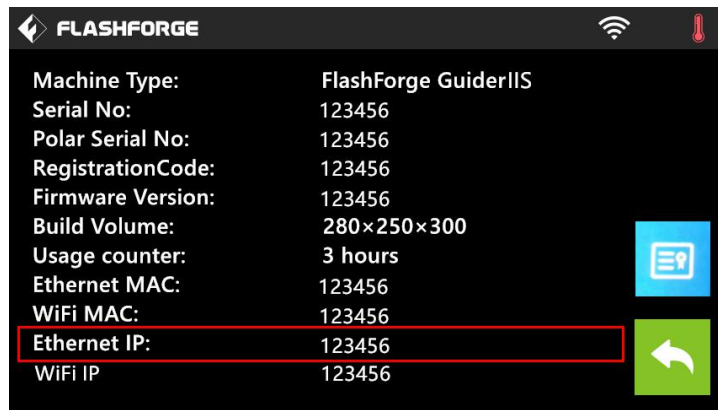 FLASHFORGE
Machine Type: FlashForge GuiderIIS
Serial No: 123456
Polar Serial No: 123456
RegistrationCode: 123456
Firmware Version: 123456
Build Volume: 280×250×300
Usage counter: 3 hours
Ethernet MAC: 123456
WiFi MAC: 123456
Ethernet IP: 123456
WiFi IP 123456